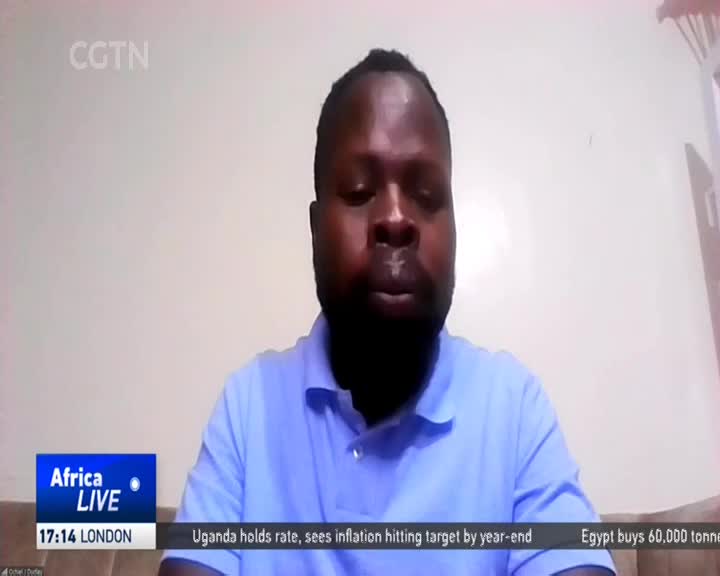 CGTN
Africa
LIVE
17:14 LONDON
Uganda holds rate, sees inflation hitting target by year-end
Egypt buys 60,000 tonne